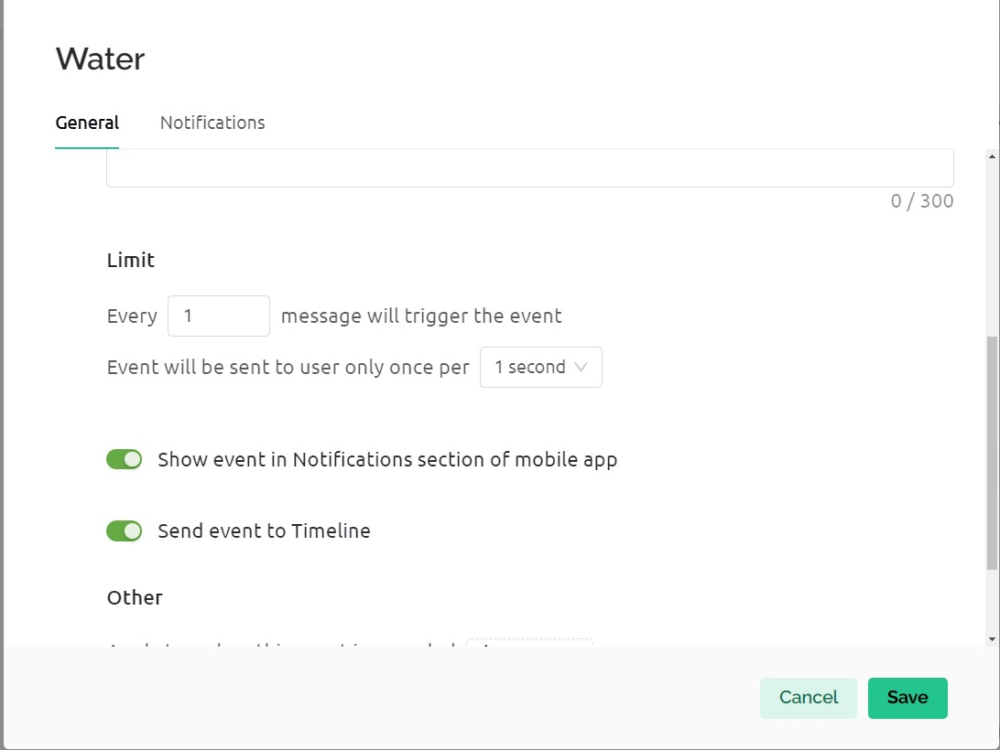 Water
General Notifications
0 / 300
Limit
Every 1 message will trigger the event
Event will be sent to user only once per 1 second
Show event in Notifications section of mobile app
Send event to Timeline
Other
Cancel Save